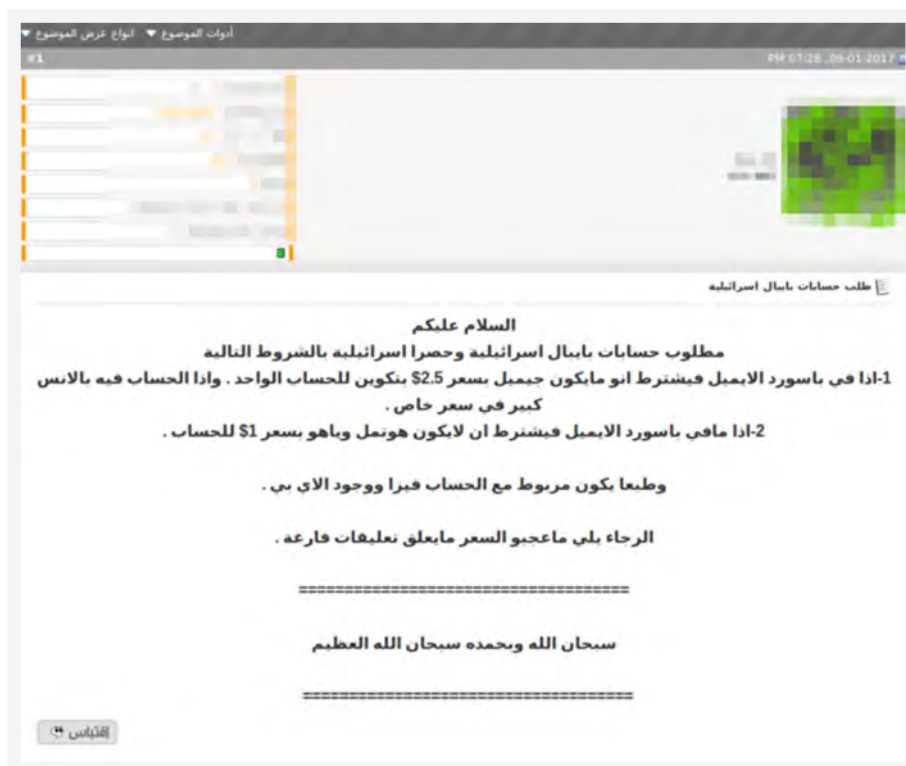 أدوات الموضوع ▼ انواع عرض الموضوع ▼
#1
PM 07:28 ,09-01-2017
طلب حسابات بايبال اسرائيلية
السلام عليكم
مطلوب حسابات بايبال اسرائيلية وحصرا اسرائيلية بالشروط التالية
1-اذا في باسورد الايميل فيشترط انو مايكون جيميل بسعر 2.5$ بتكوين للحساب الواحد . واذا الحساب فيه بالانس
كبير في سعر خاص .
2-اذا مافي باسورد الايميل فيشترط ان لايكون هوتمل وياهو بسعر 1$ للحساب .
وطبعا يكون مربوط مع الحساب فيزا ووجود الاي بي .
الرجاء يلي ماعجبو السعر مايعلق تعليقات فارغة .
====================================
سبحان الله وبحمده سبحان الله العظيم
====================================
إقتباس